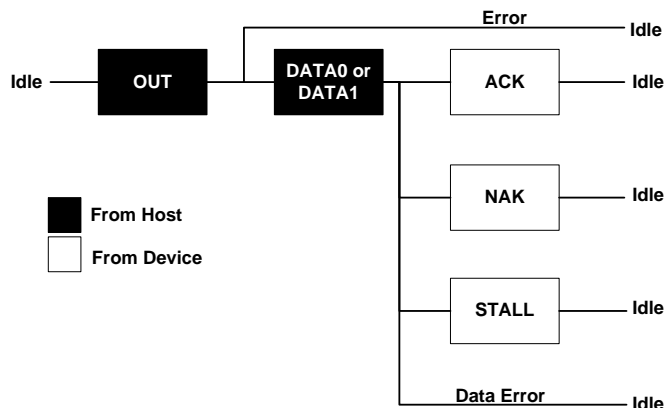 Error
Idle
Idle
OUT
DATA0 or
DATA1
ACK
Idle
NAK
Idle
From Host
From Device
STALL
Idle
Data Error
Idle